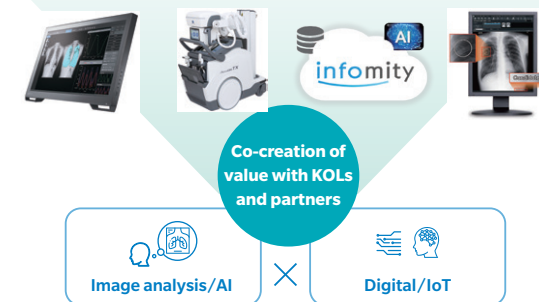 AI
infomity
Co-creation of
value with KOLs
and partners
Image analysis/AI
Digital/IoT